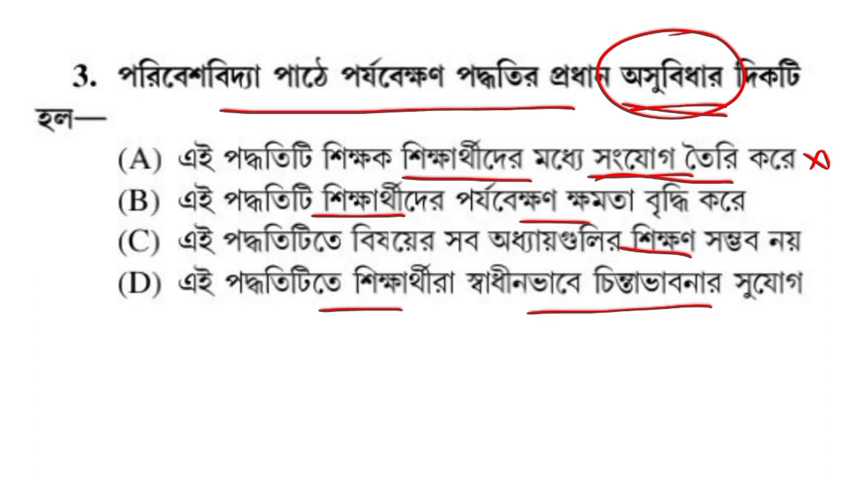 3. পরিবেশবিদ্যা পাঠে পর্যবেক্ষণ পদ্ধতির প্রধান অসুবিধার দিকটি
হল—
(A) এই পদ্ধতিটি শিক্ষক শিক্ষার্থীদের মধ্যে সংযোগ তৈরি করে
(B) এই পদ্ধতিটি শিক্ষার্থীদের পর্যবেক্ষণ ক্ষমতা বৃদ্ধি করে
(C) এই পদ্ধতিটিতে বিষয়ের সব অধ্যায়গুলির শিক্ষণ সম্ভব নয়
(D) এই পদ্ধতিটিতে শিক্ষার্থীরা স্বাধীনভাবে চিন্তাভাবনার সুযোগ